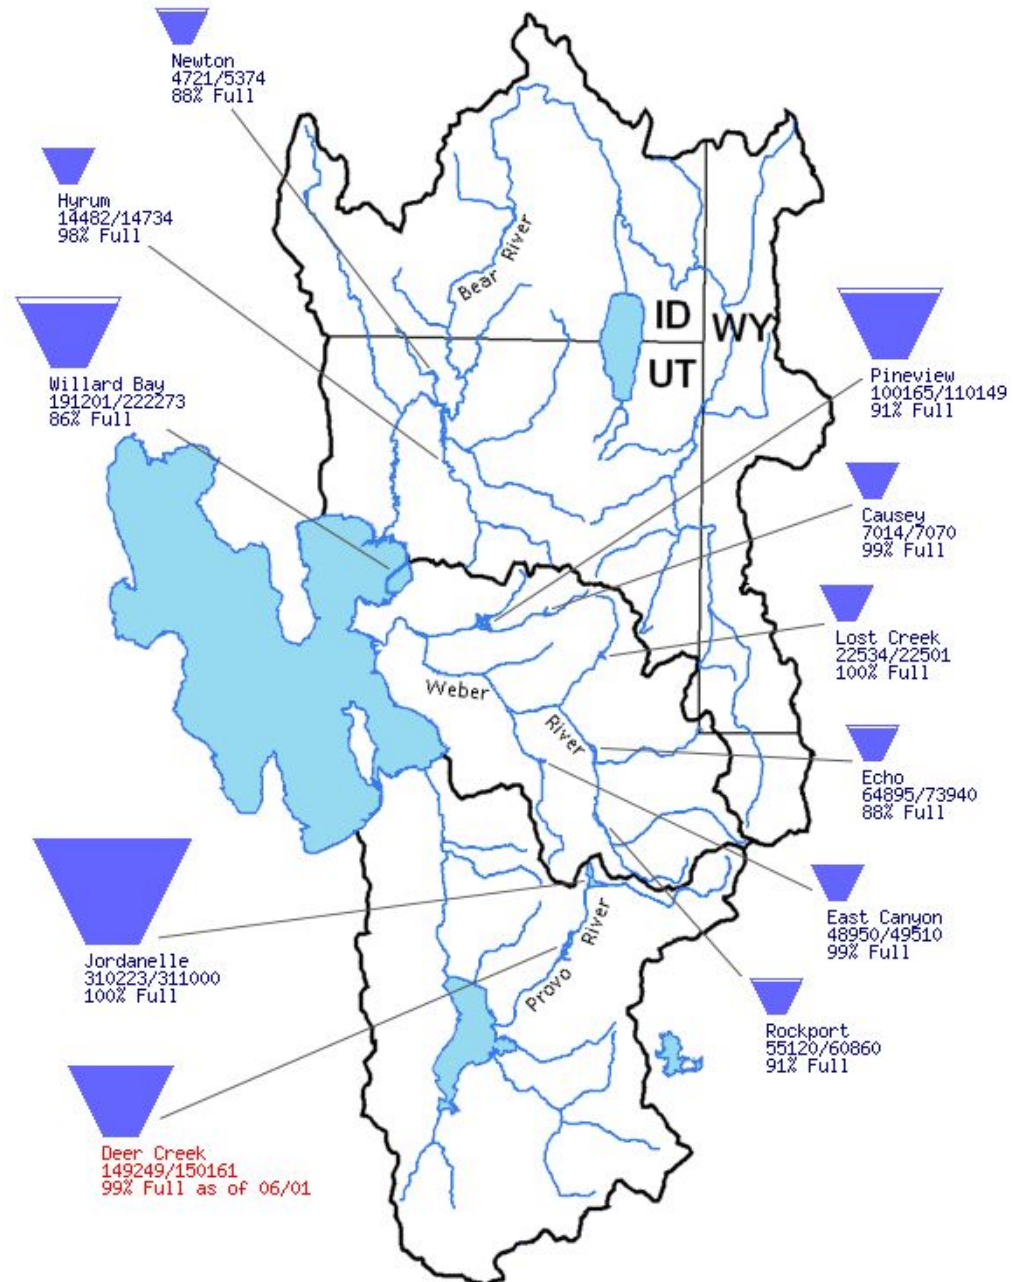 Newton
4721/5374
88% Full
Hyrum
14482/14734
98% Full
Bear River
Willard Bay
191201/222273
86% Full
ID
WY
UT
Pineview
100165/110149
91% Full
Causey
7014/7070
99% Full
Lost Creek
22534/22501
100% Full
Weber
River
Echo
64895/73940
88% Full
Jordanelle
310223/311000
100% Full
East Canyon
48950/49510
99% Full
Provo
River
Rockport
55120/60860
91% Full
Deer Creek
149249/150161
99% Full as of 06/01